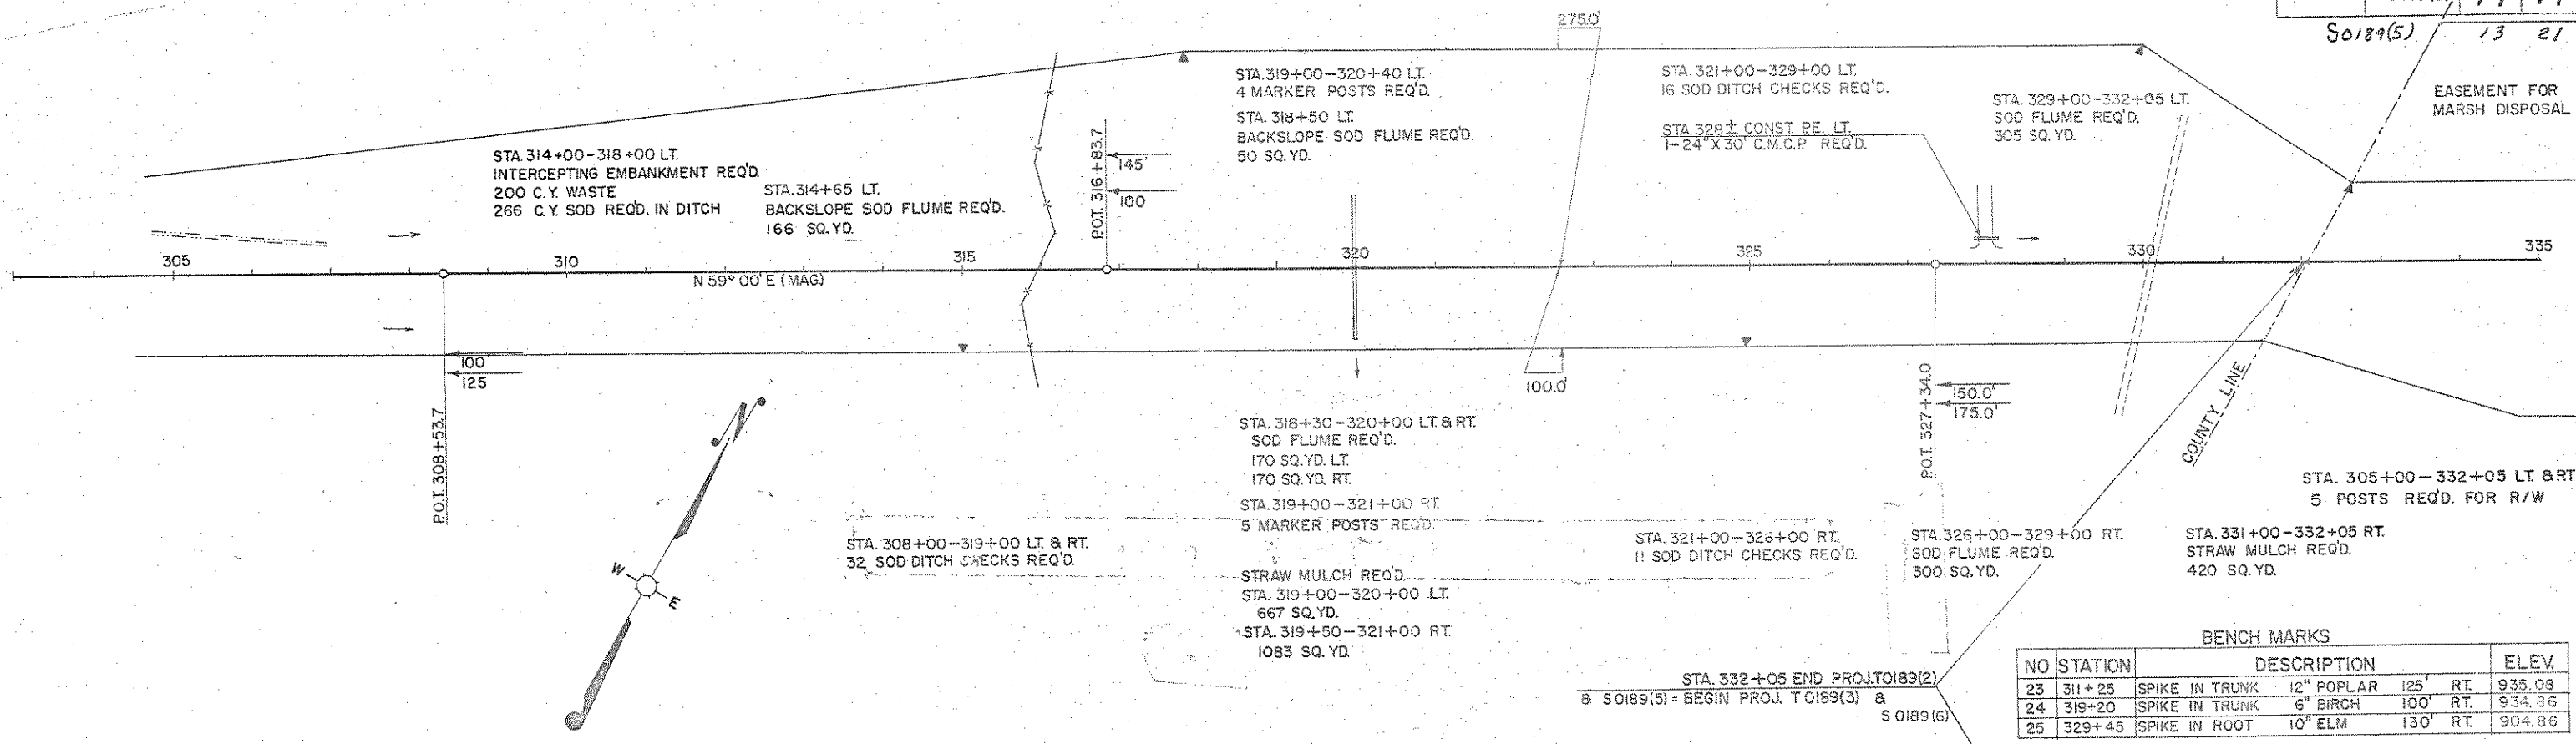 S0189(5) 13 21
EASEMENT FOR
MARSH DISPOSAL
275.0'
STA. 314+00-318+00 LT.
INTERCEPTING EMBANKMENT REQ'D.
200 C.Y. WASTE
266 C.Y. SOD REQ'D. IN DITCH
STA. 314+65 LT.
BACKSLOPE SOD FLUME REQ'D.
166 SQ. YD.
P.O.T. 316+83.7
145
100
STA. 319+00-320+40 LT.
4 MARKER POSTS REQ'D.
STA. 318+50 LT.
BACKSLOPE SOD FLUME REQ'D.
50 SQ. YD.
STA. 321+00-329+00 LT.
16 SOD DITCH CHECKS REQ'D.
STA. 328± CONST. P.E. LT.
1-24"X30' C.M.C.P. REQ'D.
STA. 329+00-332+05 LT.
SOD FLUME REQ'D.
305 SQ. YD.
305 310 315 320 325 330 335
N 59° 00' E (MAG)
100
125
P.O.T. 308+53.7
100.0'
150.0'
175.0'
P.O.T. 327+34.0
COUNTY LINE
N
W
E
STA. 308+00-319+00 LT. & RT.
32 SOD DITCH CHECKS REQ'D.
STA. 318+30-320+00 LT. & RT.
SOD FLUME REQ'D.
170 SQ. YD. LT.
170 SQ. YD. RT.
STA. 319+00-321+00 RT.
5 MARKER POSTS REQ'D.
STRAW MULCH REQ'D.
STA. 319+00-320+00 LT.
667 SQ. YD.
STA. 319+50-321+00 RT.
1083 SQ. YD.
STA. 321+00-326+00 RT.
11 SOD DITCH CHECKS REQ'D.
STA. 326+00-329+00 RT.
SOD FLUME REQ'D.
300 SQ. YD.
STA. 305+00-332+05 LT. & RT
5 POSTS REQ'D. FOR R/W
STA. 331+00-332+05 RT.
STRAW MULCH REQ'D.
420 SQ. YD.
STA. 332+05 END PROJ. T0189(2)
& S0189(5) = BEGIN PROJ. T0189(3) &
S0189(6)
BENCH MARKS
NO STATION DESCRIPTION ELEV.
23 311+25 SPIKE IN TRUNK 12" POPLAR 125' RT. 935.08
24 319+20 SPIKE IN TRUNK 6" BIRCH 100' RT. 934.86
25 329+45 SPIKE IN ROOT 10" ELM 130' RT. 904.86